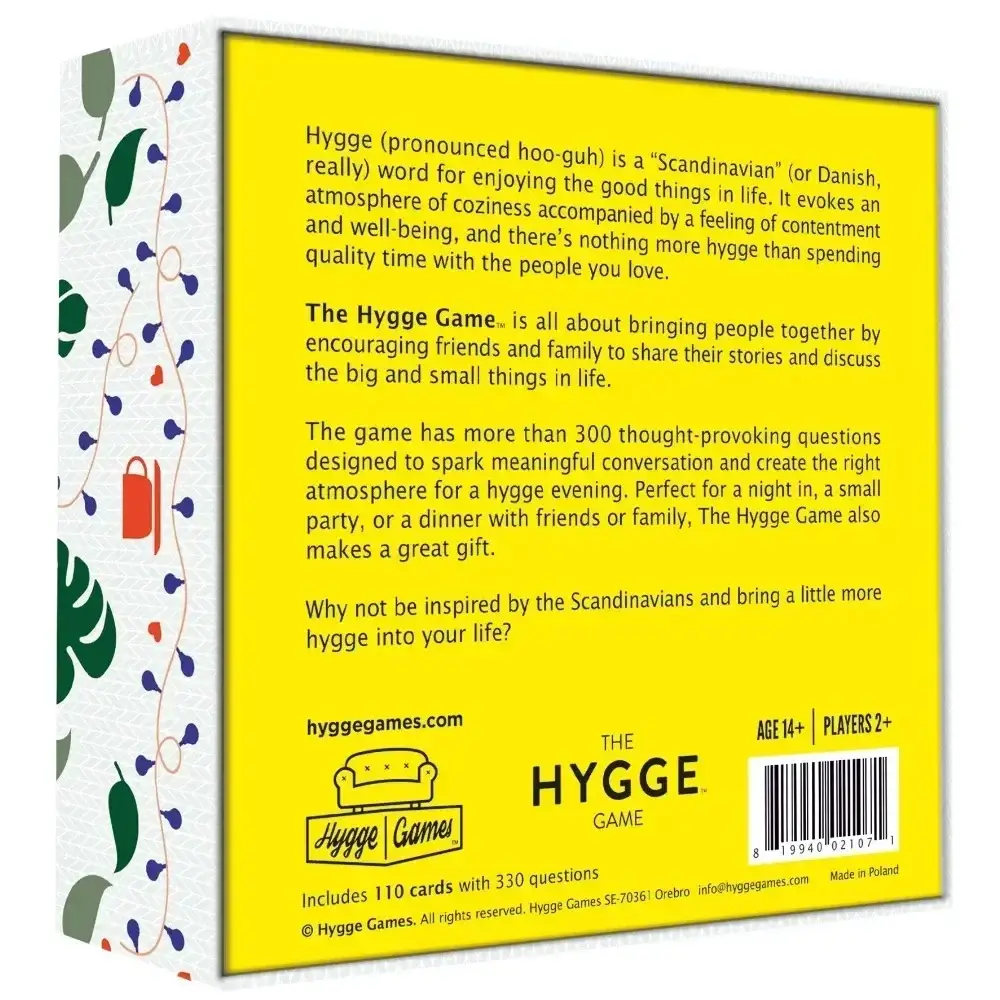 Hygge (pronounced hoo-guh) is a “Scandinavian” (or Danish,
really) word for enjoying the good things in life. It evokes an
atmosphere of coziness accompanied by a feeling of contentment
and well-being, and there’s nothing more hygge than spending
quality time with the people you love.
The Hygge Game™ is all about bringing people together by
encouraging friends and family to share their stories and discuss
the big and small things in life.
The game has more than 300 thought-provoking questions
designed to spark meaningful conversation and create the right
atmosphere for a hygge evening. Perfect for a night in, a small
party, or a dinner with friends or family, The Hygge Game also
makes a great gift.
Why not be inspired by the Scandinavians and bring a little more
hygge into your life?
hyggegames.com
Hygge | Games™
THE
HYGGE™
GAME
AGE 14+ | PLAYERS 2+
8 19940 02107 1
Includes 110 cards with 330 questions
© Hygge Games. All rights reserved. Hygge Games SE-70361 Orebro info@hyggegames.com Made in Poland